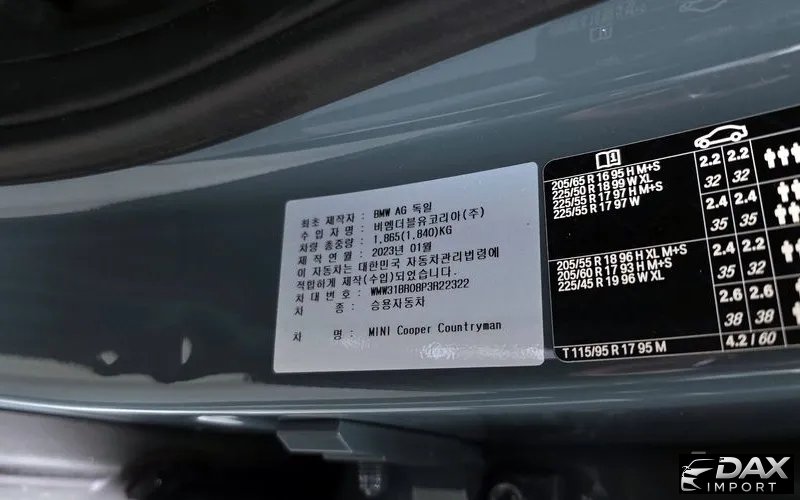 최초 제작자 : BMW AG 독일
수 입 자 명 : 비엠더블유코리아(주)
차량 총중량 : 1,865(1,840)KG
제 작 연 월 : 2023년 01월
이 자동차는 대한민국 자동차관리법령에
적합하게 제작(수입)되었습니다.
차 대 번 호 : WMW31BR08P3R22322
차 종 : 승용자동차
차 명 : MINI Cooper Countryman
2.2 2.2
205/65 R 16 95 H M+S
225/50 R 18 99 W XL
32 32
225/55 R 17 97 H M+S
225/55 R 17 97 W
2.4 2.4
35 35
205/55 R 18 96 H XL M+S
205/60 R 17 93 H M+S
225/45 R 19 96 W XL
2.4 2.2
35 32
2.6 2.6
38 38
T 115/95 R 17 95 M
4.2 / 60
DAX
IMPORT